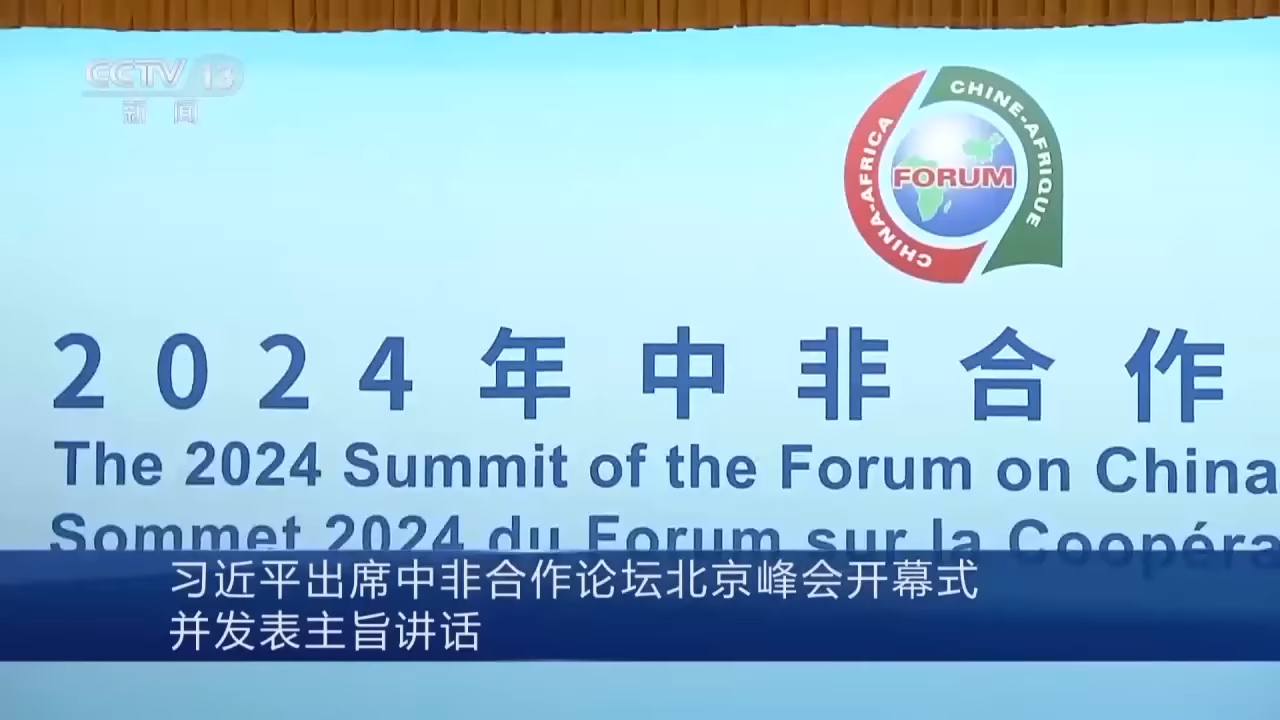 CCTV 13
新闻
CHINA-AFRICA
CHINE-AFRIQUE
FORUM
2024年中非合作
The 2024 Summit of the Forum on China
Sommet 2024 du Forum sur la Coopéra
习近平出席中非合作论坛北京峰会开幕式
并发表主旨讲话